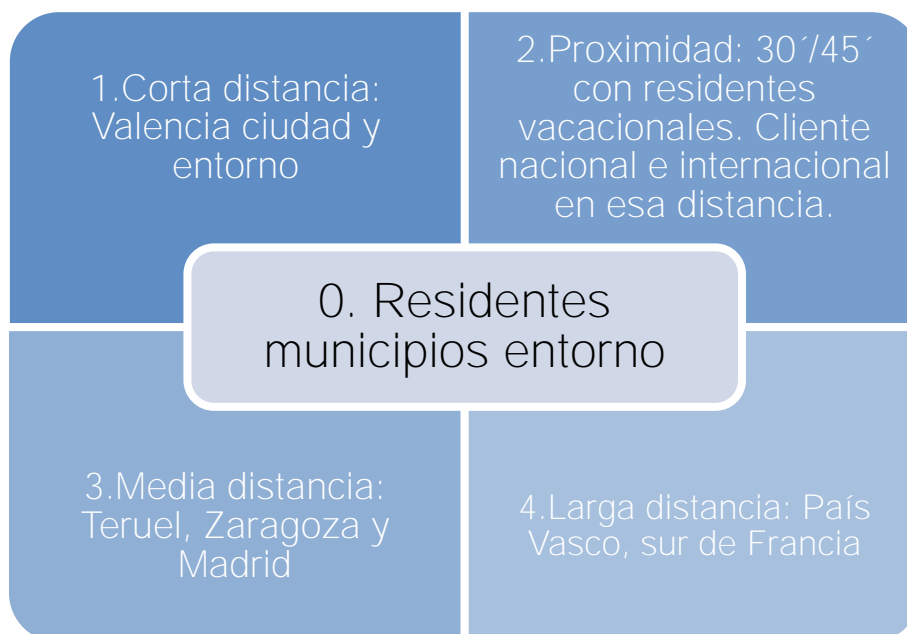 1.Corta distancia:
Valencia ciudad y
entorno
2.Proximidad: 30´/45´
con residentes
vacacionales. Cliente
nacional e internacional
en esa distancia.
0. Residentes
municipios entorno
3.Media distancia:
Teruel, Zaragoza y
Madrid
4.Larga distancia: País
Vasco, sur de Francia